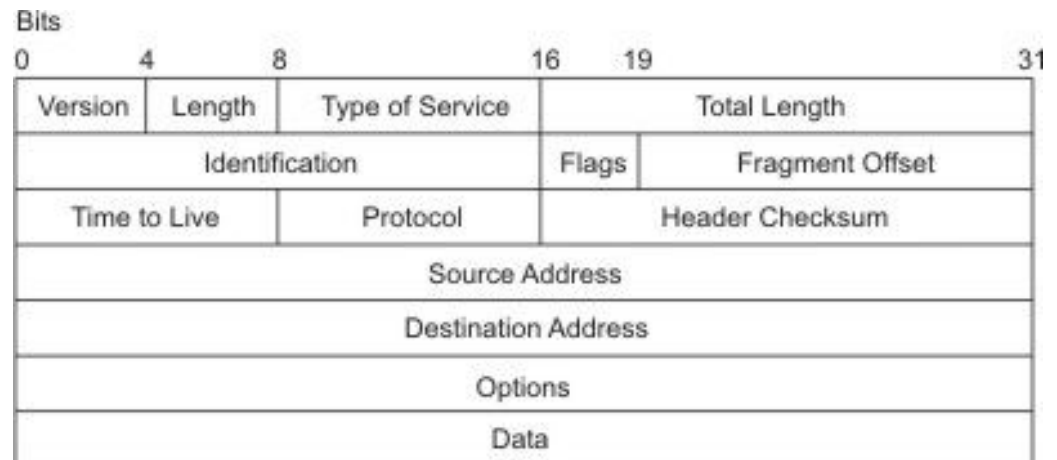 Bits
0 4 8 16 19 31
Version Length Type of Service Total Length
Identification Flags Fragment Offset
Time to Live Protocol Header Checksum
Source Address
Destination Address
Options
Data